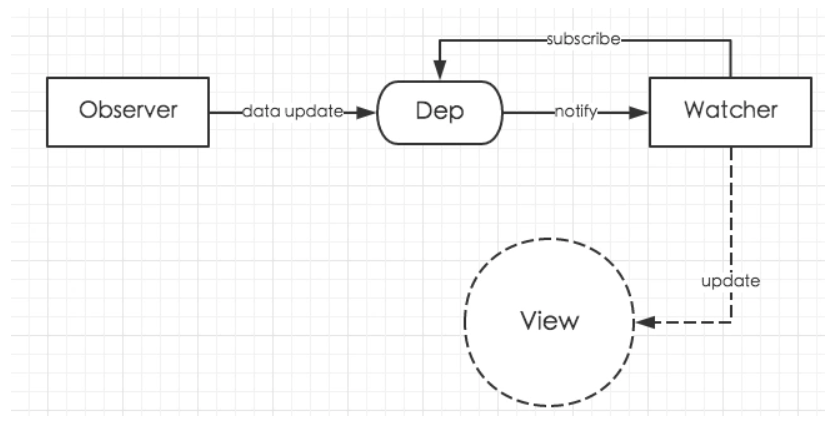 subscribe
Observer
data update
Dep
notify
Watcher
update
View